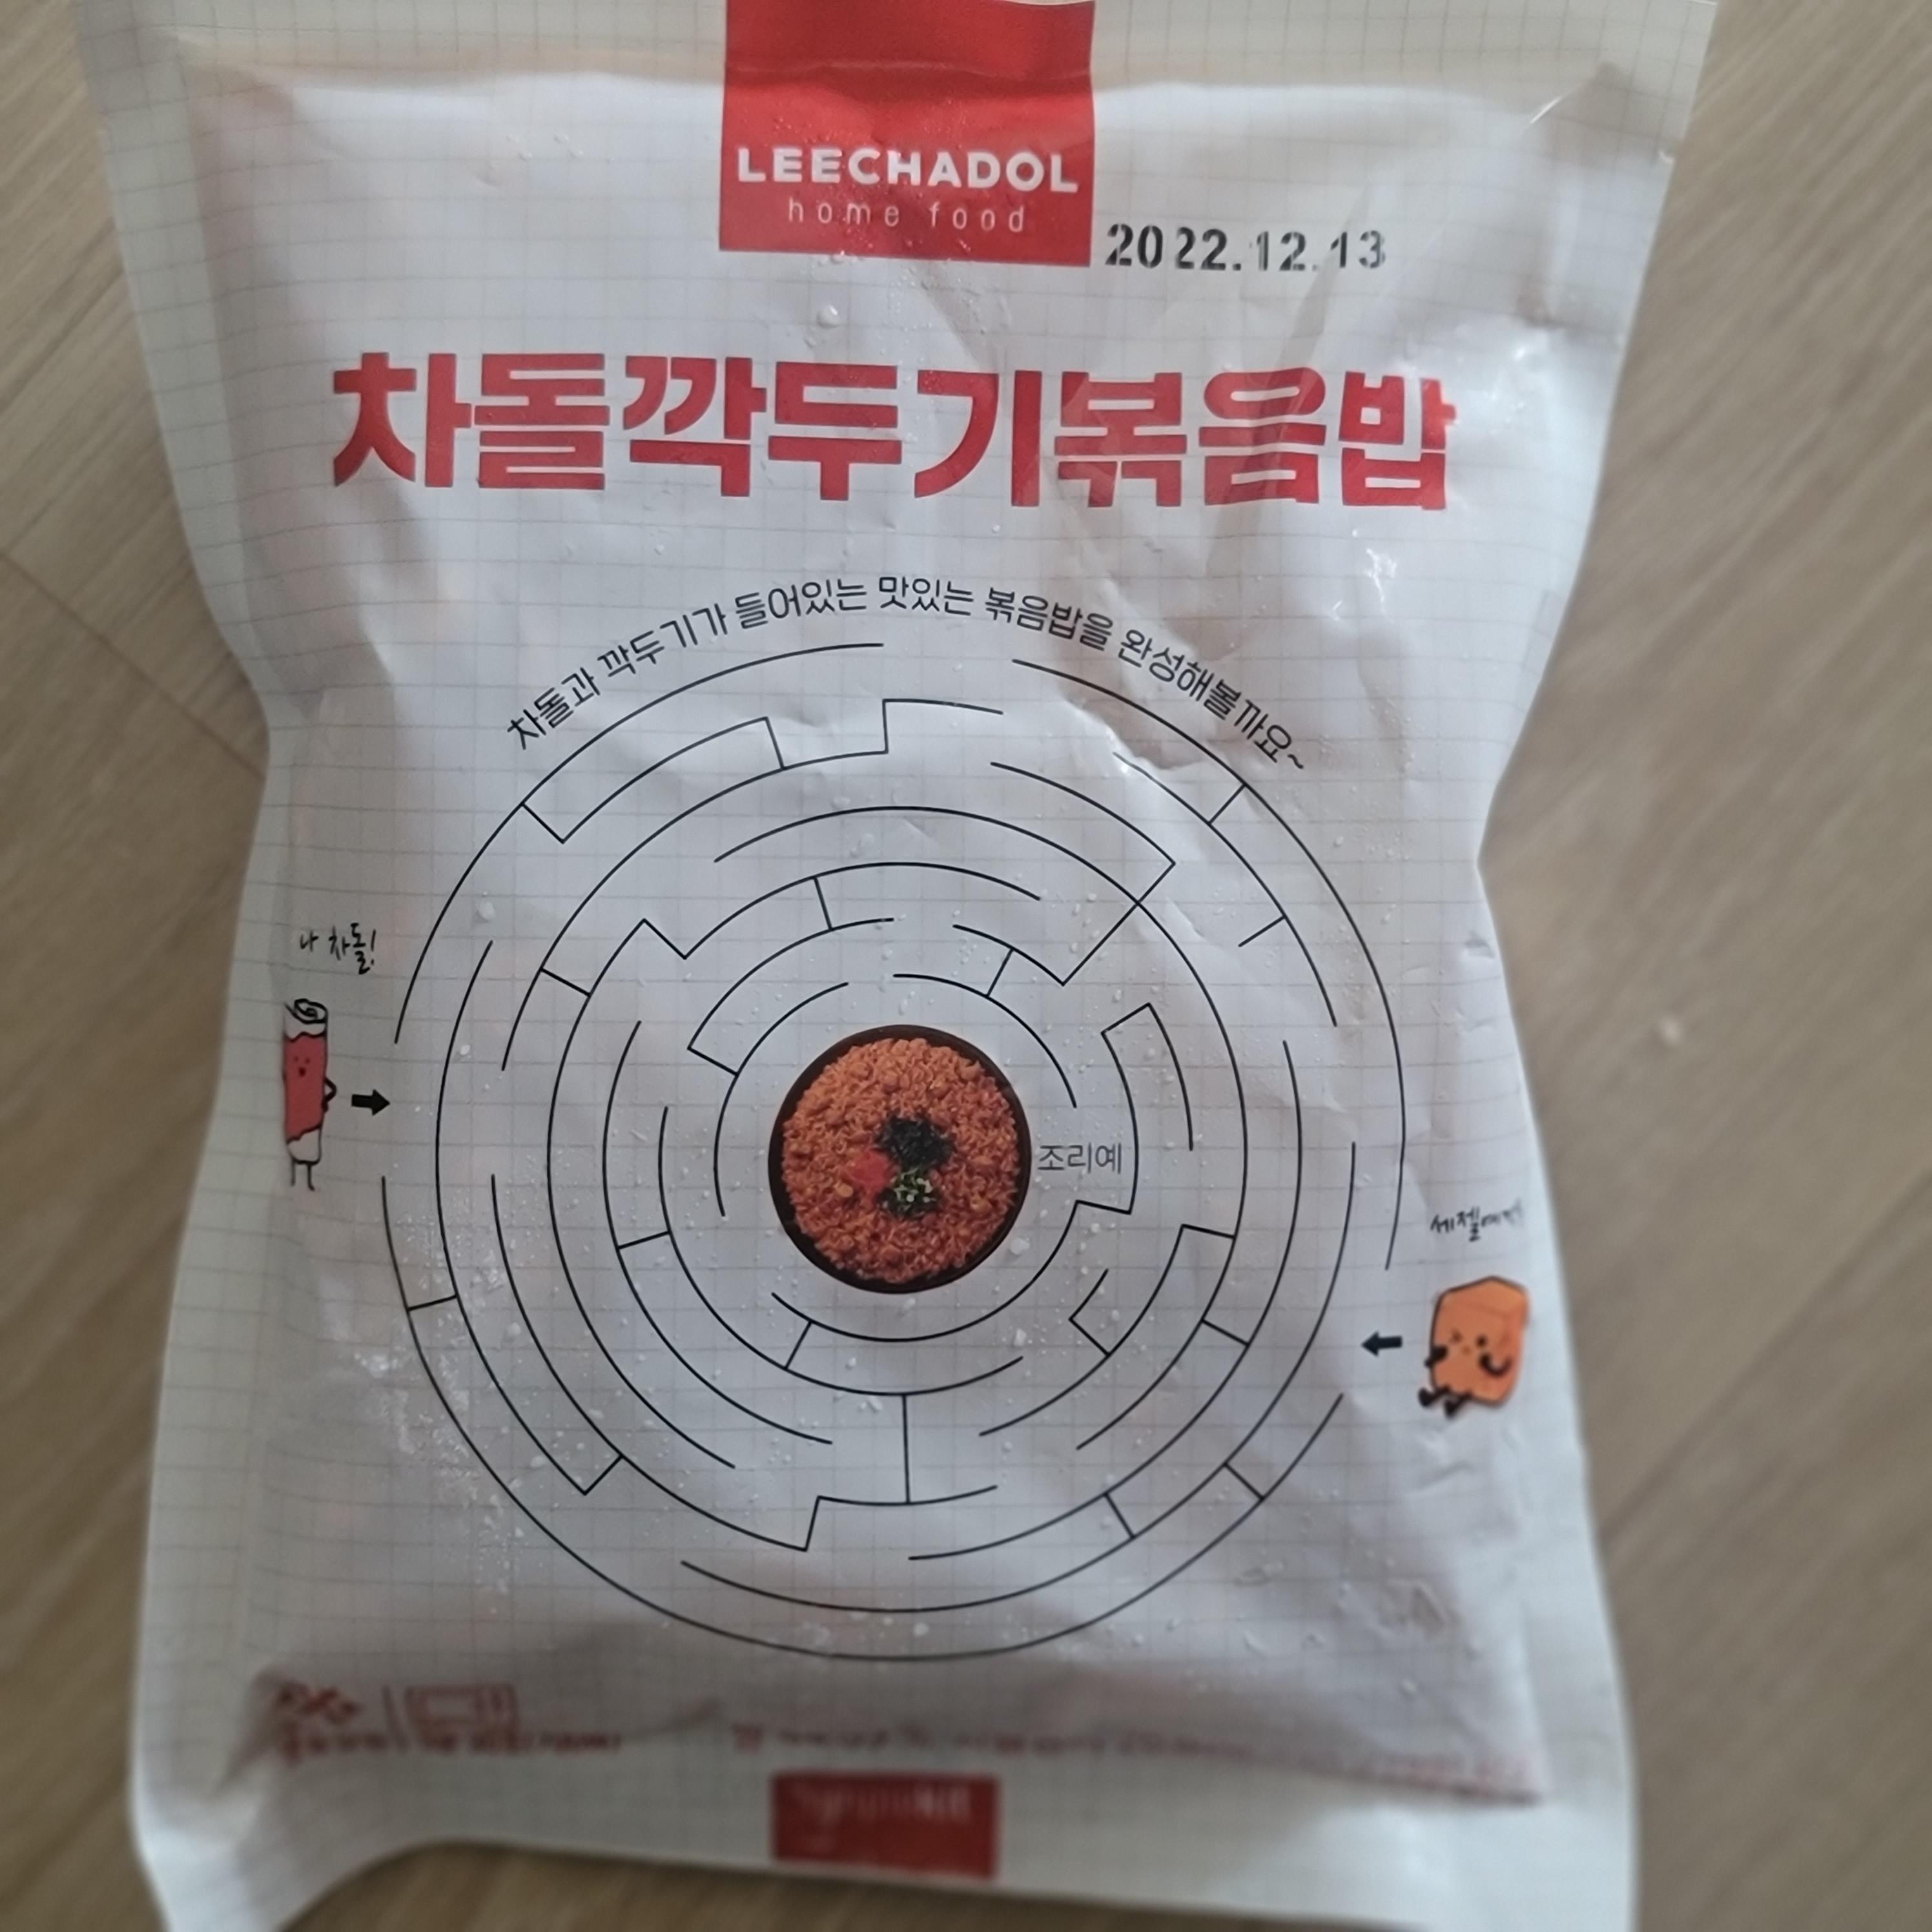 LEECHADOL
home food
2022.12.13
차돌깍두기볶음밥
차돌과 깍두기가 들어있는 맛있는 볶음밥을 완성해볼까요~
나 차돌!
조리예